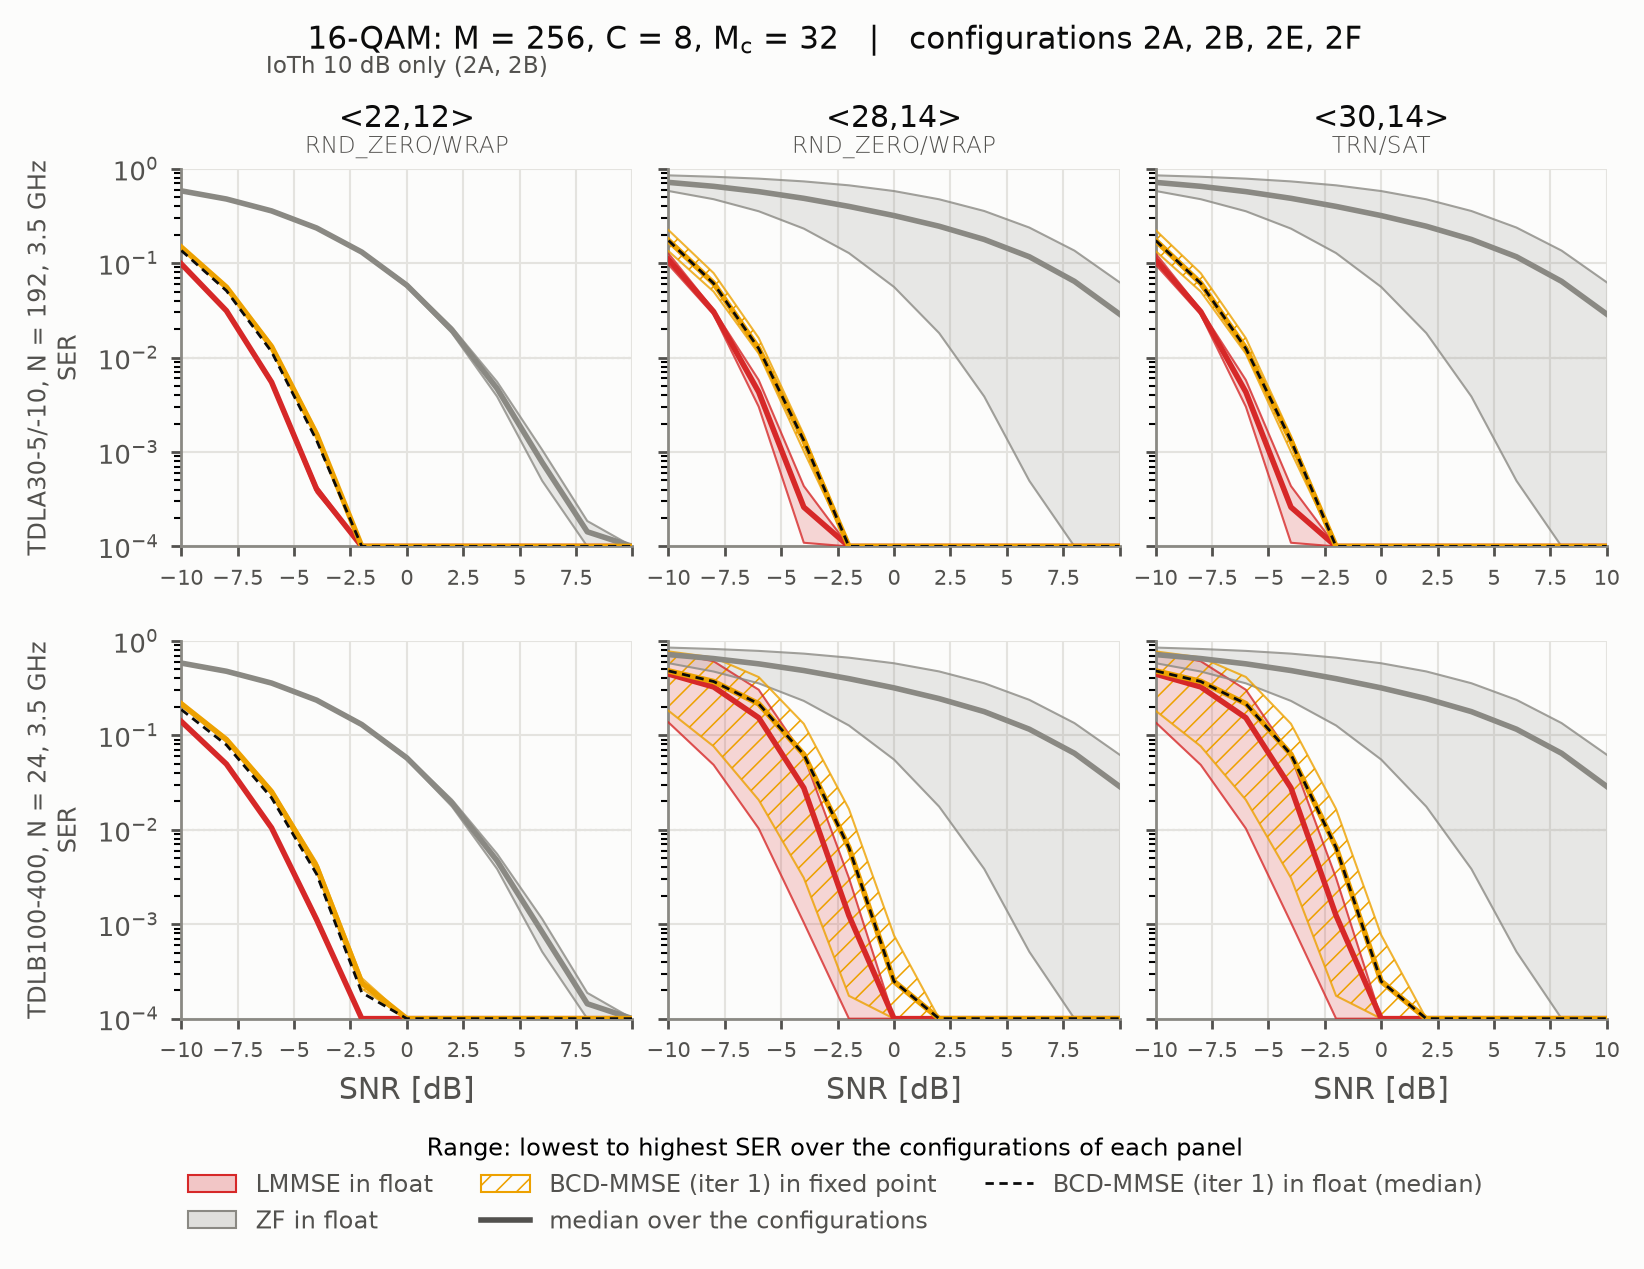 16-QAM: M = 256, C = 8, M_c = 32 | configurations 2A, 2B, 2E, 2F
IoTh 10 dB only (2A, 2B)
<22,12> <28,14> <30,14>
RND_ZERO/WRAP RND_ZERO/WRAP TRN/SAT
TDLA30-5/-10, N = 192, 3.5 GHz
SER
10^0
10^−1
10^−2
10^−3
10^−4
−10 −7.5 −5 −2.5 0 2.5 5 7.5
−10 −7.5 −5 −2.5 0 2.5 5 7.5
−10 −7.5 −5 −2.5 0 2.5 5 7.5 10
TDLB100-400, N = 24, 3.5 GHz
SER
10^0
10^−1
10^−2
10^−3
10^−4
−10 −7.5 −5 −2.5 0 2.5 5 7.5
−10 −7.5 −5 −2.5 0 2.5 5 7.5
−10 −7.5 −5 −2.5 0 2.5 5 7.5 10
SNR [dB] SNR [dB] SNR [dB]
Range: lowest to highest SER over the configurations of each panel
LMMSE in float BCD-MMSE (iter 1) in fixed point BCD-MMSE (iter 1) in float (median)
ZF in float median over the configurations